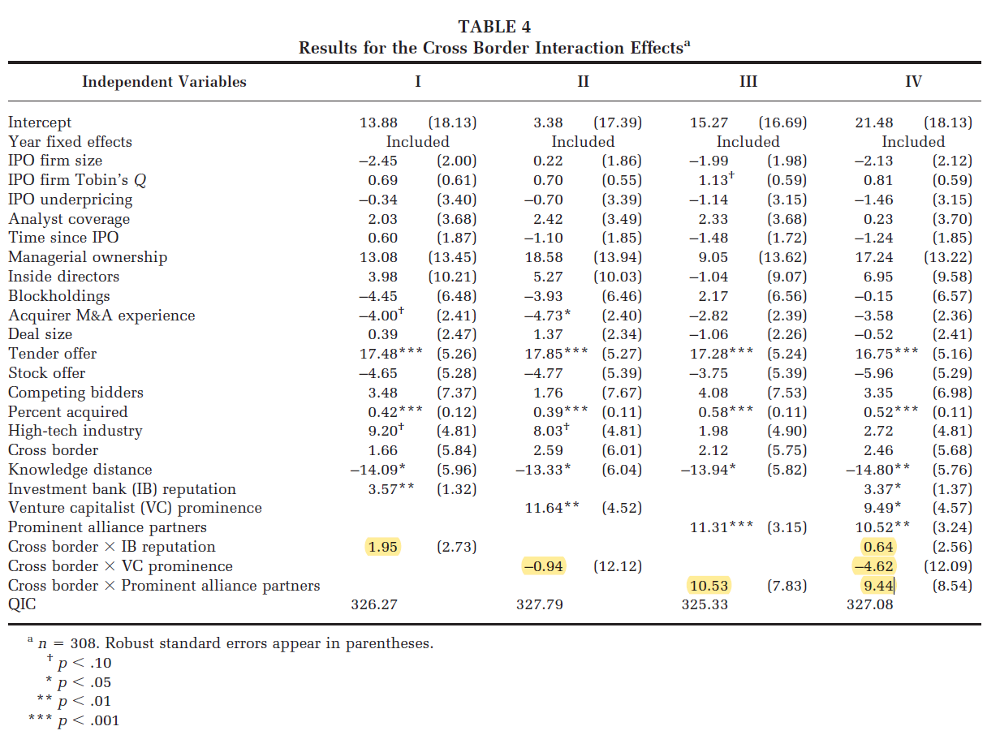 TABLE 4
Results for the Cross Border Interaction Effectsᵃ
Independent Variables I II III IV
Intercept 13.88 (18.13) 3.38 (17.39) 15.27 (16.69) 21.48 (18.13)
Year fixed effects Included Included Included Included
IPO firm size –2.45 (2.00) 0.22 (1.86) –1.99 (1.98) –2.13 (2.12)
IPO firm Tobin's Q 0.69 (0.61) 0.70 (0.55) 1.13† (0.59) 0.81 (0.59)
IPO underpricing –0.34 (3.40) –0.70 (3.39) –1.14 (3.15) –1.46 (3.15)
Analyst coverage 2.03 (3.68) 2.42 (3.49) 2.33 (3.68) 0.23 (3.70)
Time since IPO 0.60 (1.87) –1.10 (1.85) –1.48 (1.72) –1.24 (1.85)
Managerial ownership 13.08 (13.45) 18.58 (13.94) 9.05 (13.62) 17.24 (13.22)
Inside directors 3.98 (10.21) 5.27 (10.03) –1.04 (9.07) 6.95 (9.58)
Blockholdings –4.45 (6.48) –3.93 (6.46) 2.17 (6.56) –0.15 (6.57)
Acquirer M&A experience –4.00† (2.41) –4.73* (2.40) –2.82 (2.39) –3.58 (2.36)
Deal size 0.39 (2.47) 1.37 (2.34) –1.06 (2.26) –0.52 (2.41)
Tender offer 17.48*** (5.26) 17.85*** (5.27) 17.28*** (5.24) 16.75*** (5.16)
Stock offer –4.65 (5.28) –4.77 (5.39) –3.75 (5.39) –5.96 (5.29)
Competing bidders 3.48 (7.37) 1.76 (7.67) 4.08 (7.53) 3.35 (6.98)
Percent acquired 0.42*** (0.12) 0.39*** (0.11) 0.58*** (0.11) 0.52*** (0.11)
High-tech industry 9.20† (4.81) 8.03† (4.81) 1.98 (4.90) 2.72 (4.81)
Cross border 1.66 (5.84) 2.59 (6.01) 2.12 (5.75) 2.46 (5.68)
Knowledge distance –14.09* (5.96) –13.33* (6.04) –13.94* (5.82) –14.80** (5.76)
Investment bank (IB) reputation 3.57** (1.32) 3.37* (1.37)
Venture capitalist (VC) prominence 11.64** (4.52) 9.49* (4.57)
Prominent alliance partners 11.31*** (3.15) 10.52** (3.24)
Cross border × IB reputation 1.95 (2.73) 0.64 (2.56)
Cross border × VC prominence –0.94 (12.12) –4.62 (12.09)
Cross border × Prominent alliance partners 10.53 (7.83) 9.44 (8.54)
QIC 326.27 327.79 325.33 327.08
ᵃ n = 308. Robust standard errors appear in parentheses.
† p < .10
* p < .05
** p < .01
*** p < .001